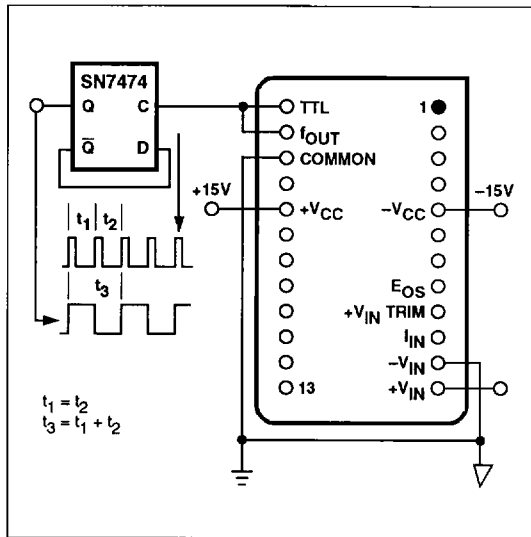 SN7474
Q C
Q̅ D
TTL
fOUT
COMMON
+15V
+VCC
13
1
−VCC
−15V
EOS
+VIN TRIM
IIN
−VIN
+VIN
t1 t2
t3
t1 = t2
t3 = t1 + t2